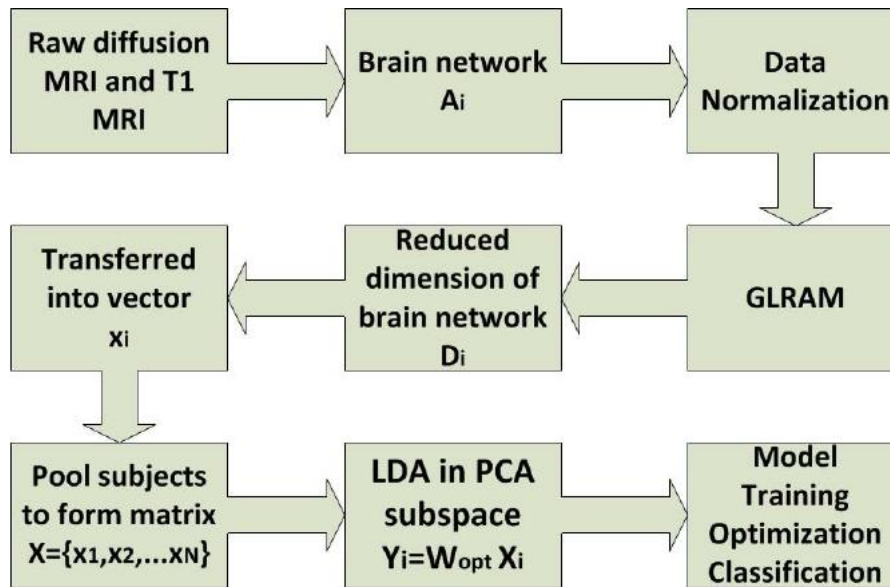 Raw diffusion
MRI and T1
MRI
Brain network
Ai
Data
Normalization
GLRAM
Reduced
dimension of
brain network
Di
Transferred
into vector
xi
Pool subjects
to form matrix
X={x1,x2,...xN}
LDA in PCA
subspace
Yi=Wopt Xi
Model
Training
Optimization
Classification